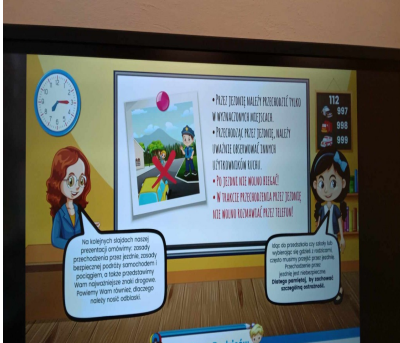 • PRZEZ JEZDNIĘ NALEŻY PRZECHODZIĆ TYLKO
W WYZNACZONYCH MIEJSCACH.
• PRZECHODZĄC PRZEZ JEZDNIĘ, NALEŻY
UWAŻNIE OBSERWOWAĆ INNYCH
UŻYTKOWNIKÓW RUCHU.
• PO JEZDNI NIE WOLNO BIEGAĆ!
• W TRAKCIE PRZECHODZENIA PRZEZ JEZDNIĘ
NIE WOLNO ROZMAWIAĆ PRZEZ TELEFON!
112
997
998
999
Na kolejnych slajdach naszej
prezentacji omówimy: zasady
przechodzenia przez jezdnię, zasady
bezpiecznej podróży samochodem i
pociągiem, a także przedstawimy
Wam najważniejsze znaki drogowe.
Powiemy Wam również, dlaczego
należy nosić odblaski.
Idąc do przedszkola czy szkoły lub
wybierając się gdzieś z rodzicami,
często musimy przejść przez jezdnię.
Przechodzenie przez
jezdnię jest niebezpieczne.
Dlatego pamiętaj, by zachować
szczególną ostrożność.